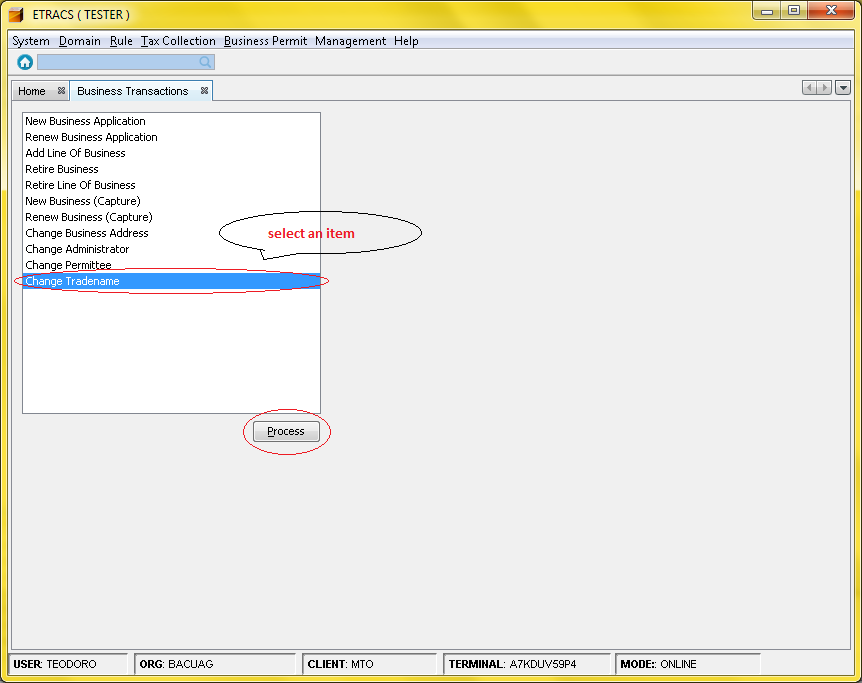 ETRACS ( TESTER )
System Domain Rule Tax Collection Business Permit Management Help
Home Business Transactions
New Business Application
Renew Business Application
Add Line Of Business
Retire Business
Retire Line Of Business
New Business (Capture)
Renew Business (Capture)
Change Business Address
select an item
Change Administrator
Change Permittee
Change Tradename
Process
USER: TEODORO ORG: BACUAG CLIENT: MTO TERMINAL: A7KDUV59P4 MODE:: ONLINE